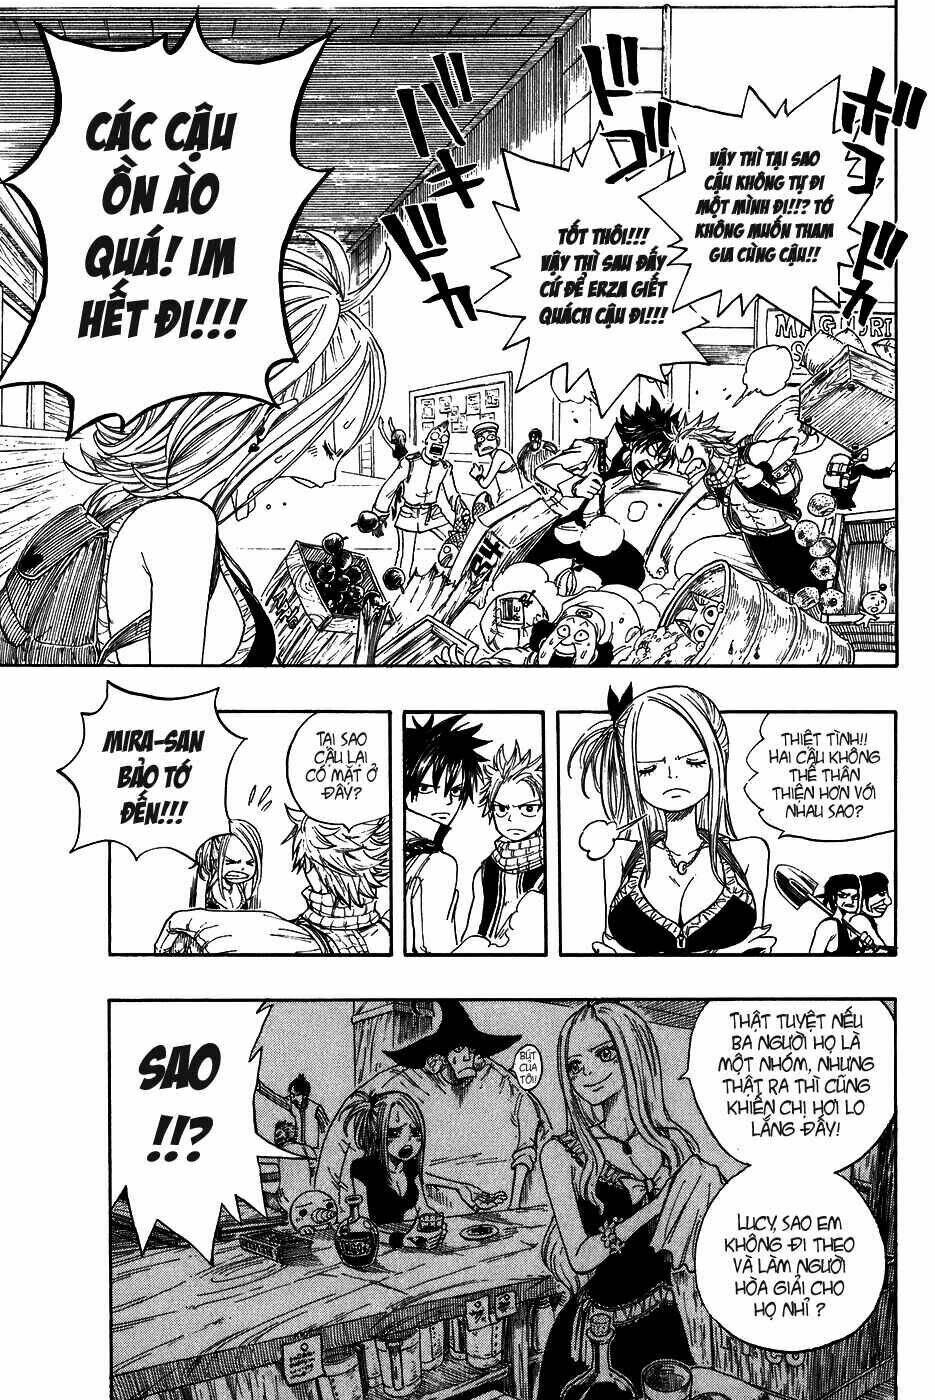 VẬY THÌ TẠI SAO
CẬU KHÔNG TỰ ĐI
MỘT MÌNH ĐI!!? TỚ
KHÔNG MUỐN THAM
GIA CÙNG CẬU!!
TỐT THÔI!!!
VẬY THÌ SAU ĐẤY
CỨ ĐỂ ERZA GIẾT
QUÁCH CẬU ĐI!!!
CÁC CẬU
ỒN ÀO
QUÁ! IM
HẾT ĐI!!!
THIỆT TÌNH!!
HAI CẬU KHÔNG
THỂ THÂN
THIỆN HƠN VỚI
NHAU SAO?
TẠI SAO
CẬU LẠI
CÓ MẶT Ở
ĐÂY?
MIRA-SAN
BẢO TỚ
ĐẾN!!!
THẬT TUYỆT NẾU
BA NGƯỜI HỌ LÀ
MỘT NHÓM, NHƯNG
THẬT RA THÌ CŨNG
KHIẾN CHỊ HƠI LO
LẮNG ĐẤY!
LUCY, SAO EM
KHÔNG ĐI THEO
VÀ LÀM NGƯỜI
HÒA GIẢI CHO
HỌ NHỈ ?
BÚT
CỦA
TÔI!
SAO
!!?